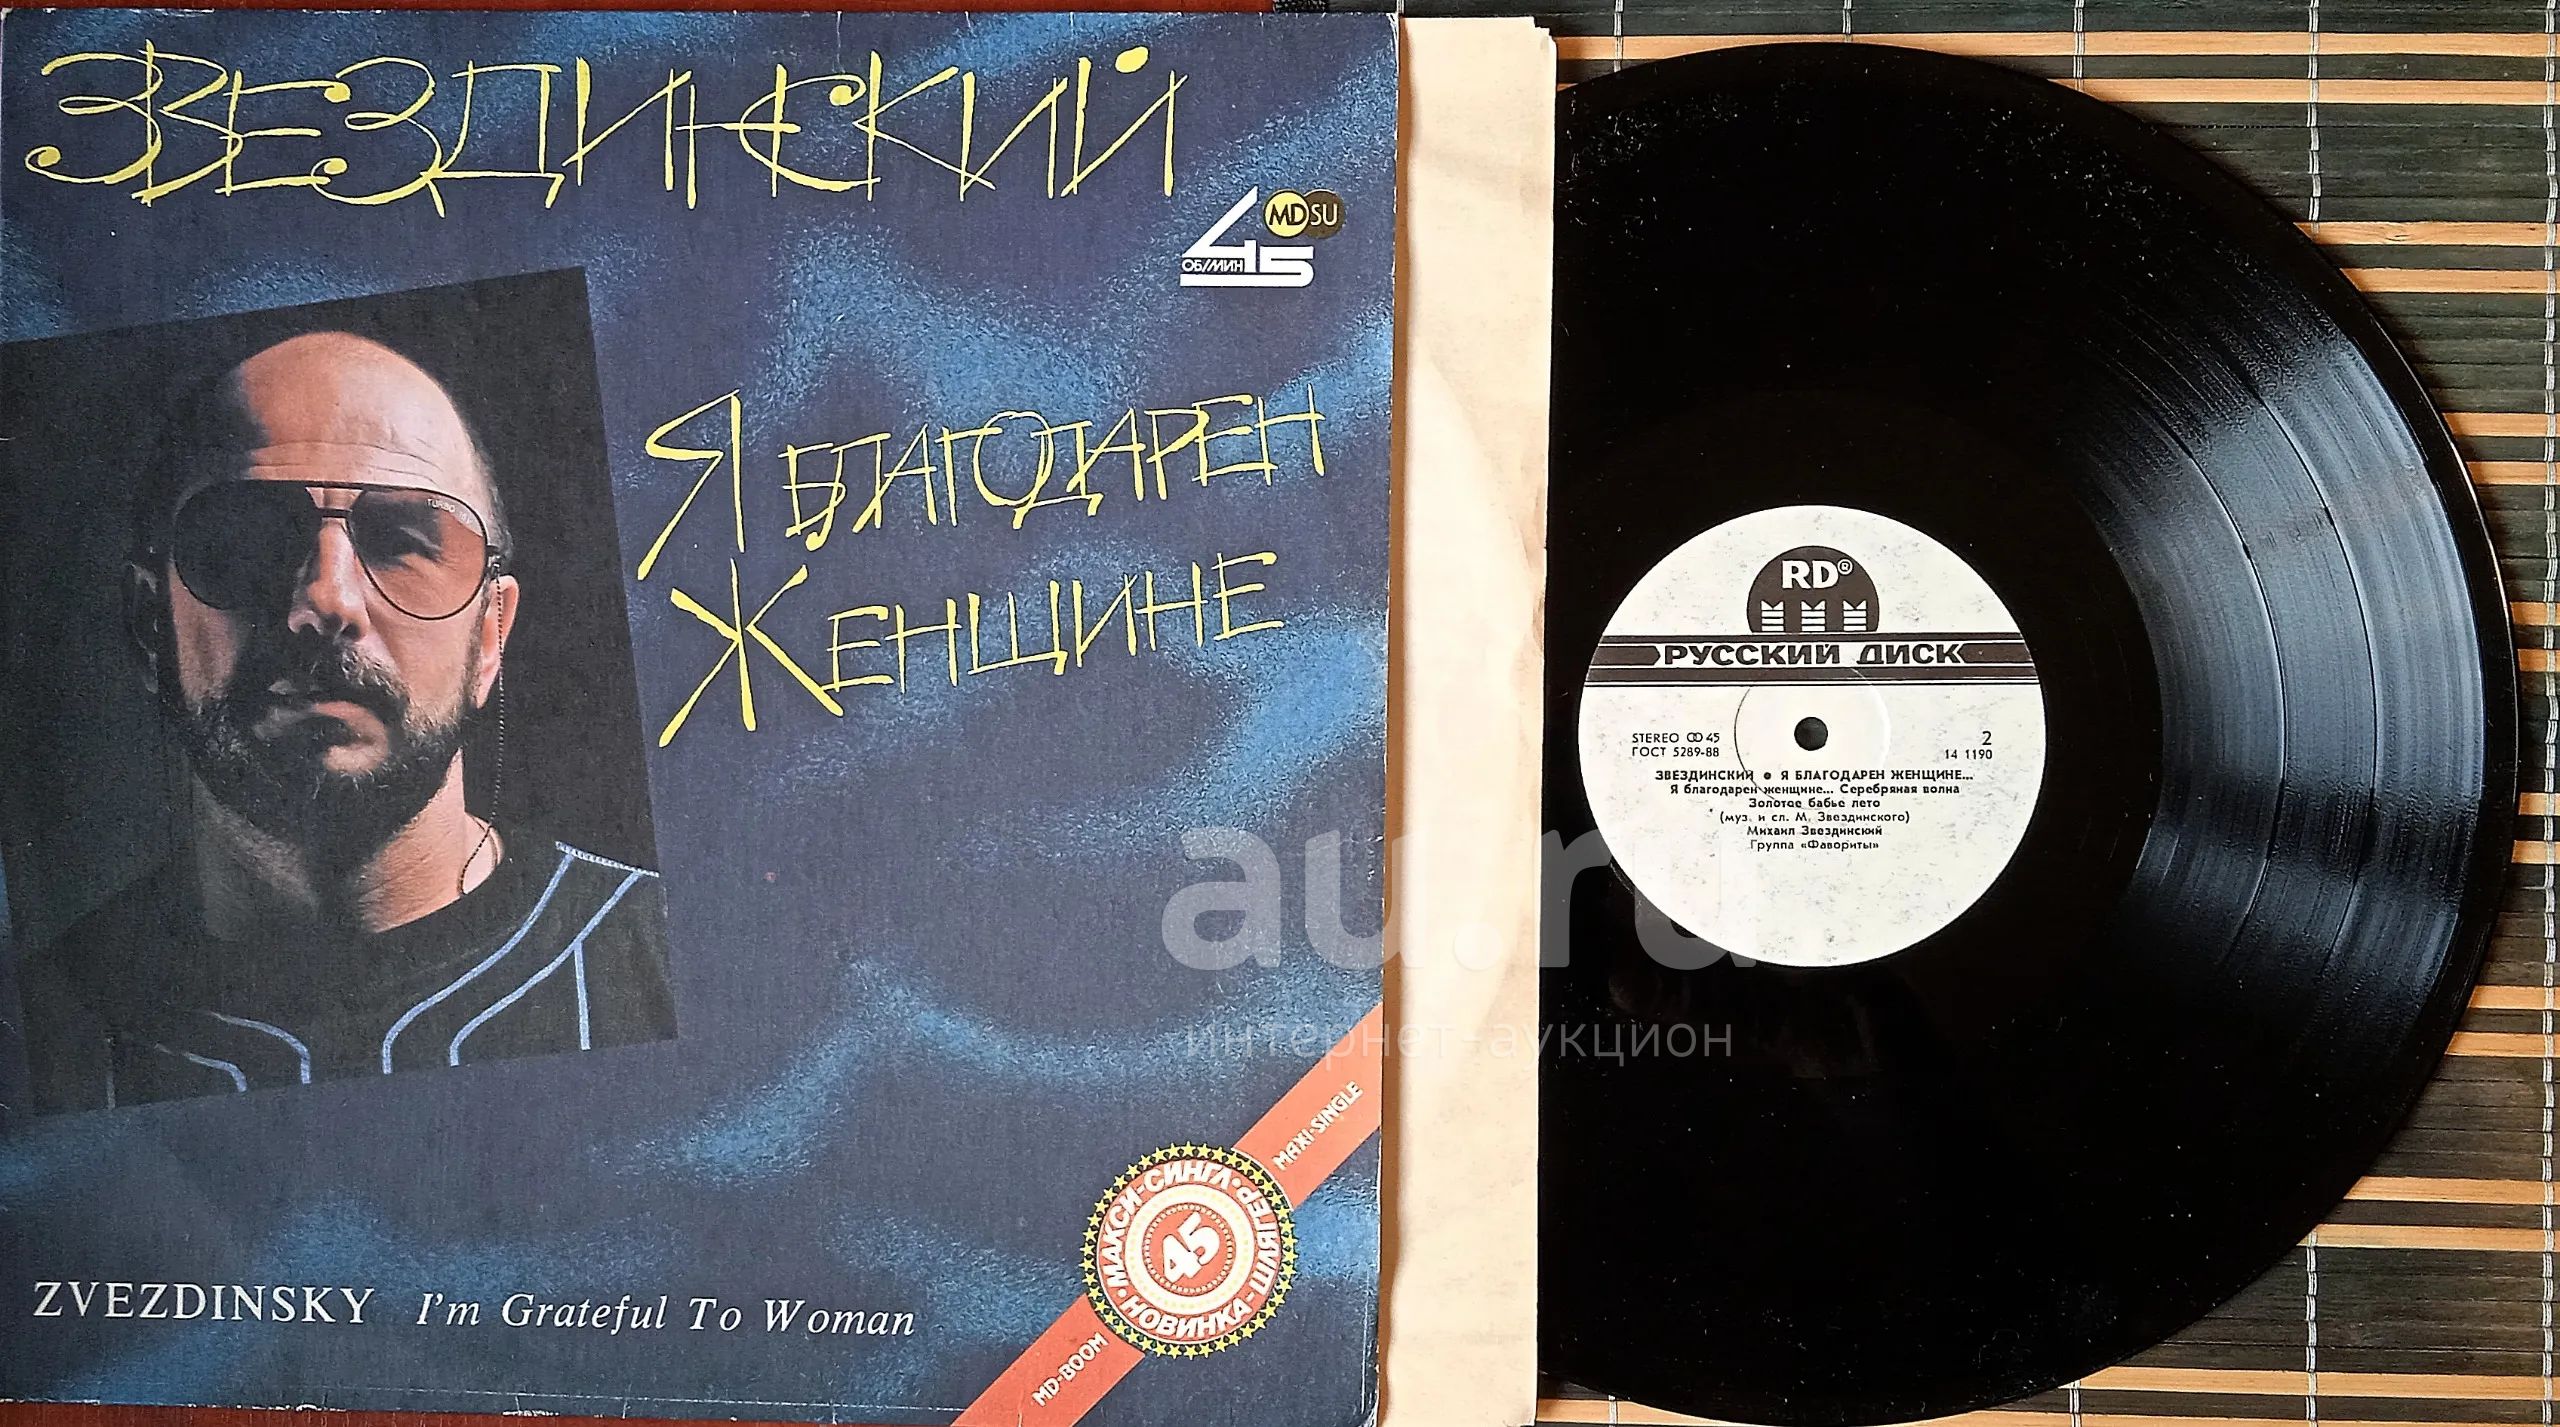 ЗВЕЗДИНСКИЙ
MD SU
45
ОБ/МИН
TURBO
Я БЛАГОДАРЕН
ЖЕНЩИНЕ
ZVEZDINSKY I'm Grateful To Woman
MAXI-SINGLE
МАКСИ-СИНГЛ • ШЛЯГЕР • НОВИНКА •
45
MD-BOOM
RD®
РУССКИЙ ДИСК
STEREO 45
ГОСТ 5289-88
2
14 1190
ЗВЕЗДИНСКИЙ • Я БЛАГОДАРЕН ЖЕНЩИНЕ...
Я благодарен женщине... Серебряная волна
Золотое бабье лето
(муз. и сл. М. Звездинского)
Михаил Звездинский
Группа «Фавориты»
au.ru
интернет-аукцион